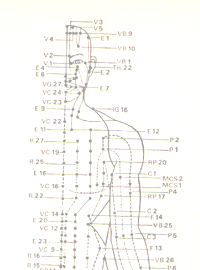 V 3
V 5
V 4
VB 9
E 1
VB 10
V 2
V 1
VB 1
E 4
TR 22
E 2
E 6
VG 27
E 7
VC 24
VC 23
E 9
IG 16
VC 22
E 11
E 12
R 27
P 2
P 1
VC 19
R 25
RP 20
E 16
C 1
MCS 2
VC 16
MCS 1
P 4
R 22
RP 17
VC 14
C 2
E 20
F 14
VC 12
VB 25
P 5
E 23
C 3
F 13
VC 9
R 16
VB 26
R 15
P 6